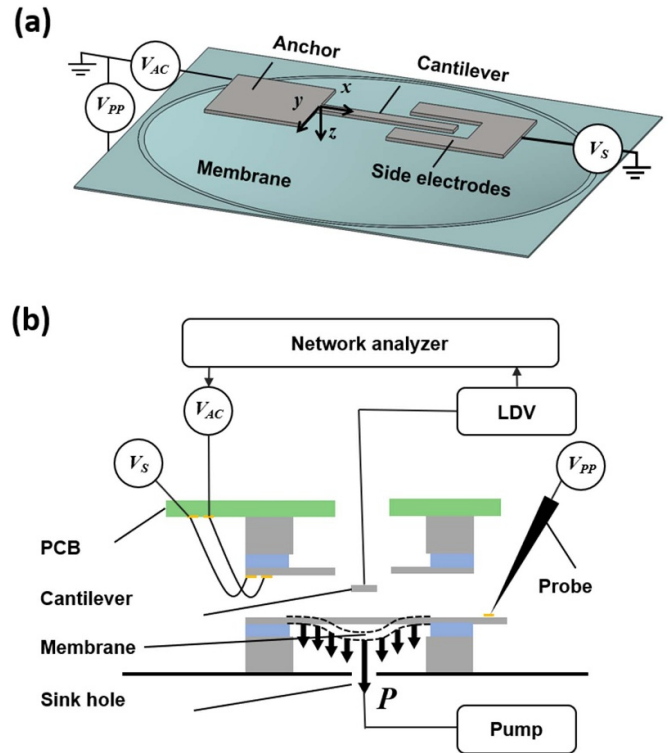 (a)
Anchor
Cantilever
V_AC
V_PP
x
y
z
Membrane
Side electrodes
V_S
(b)
Network analyzer
V_AC
LDV
V_S
V_PP
PCB
Probe
Cantilever
Membrane
Sink hole
P
Pump